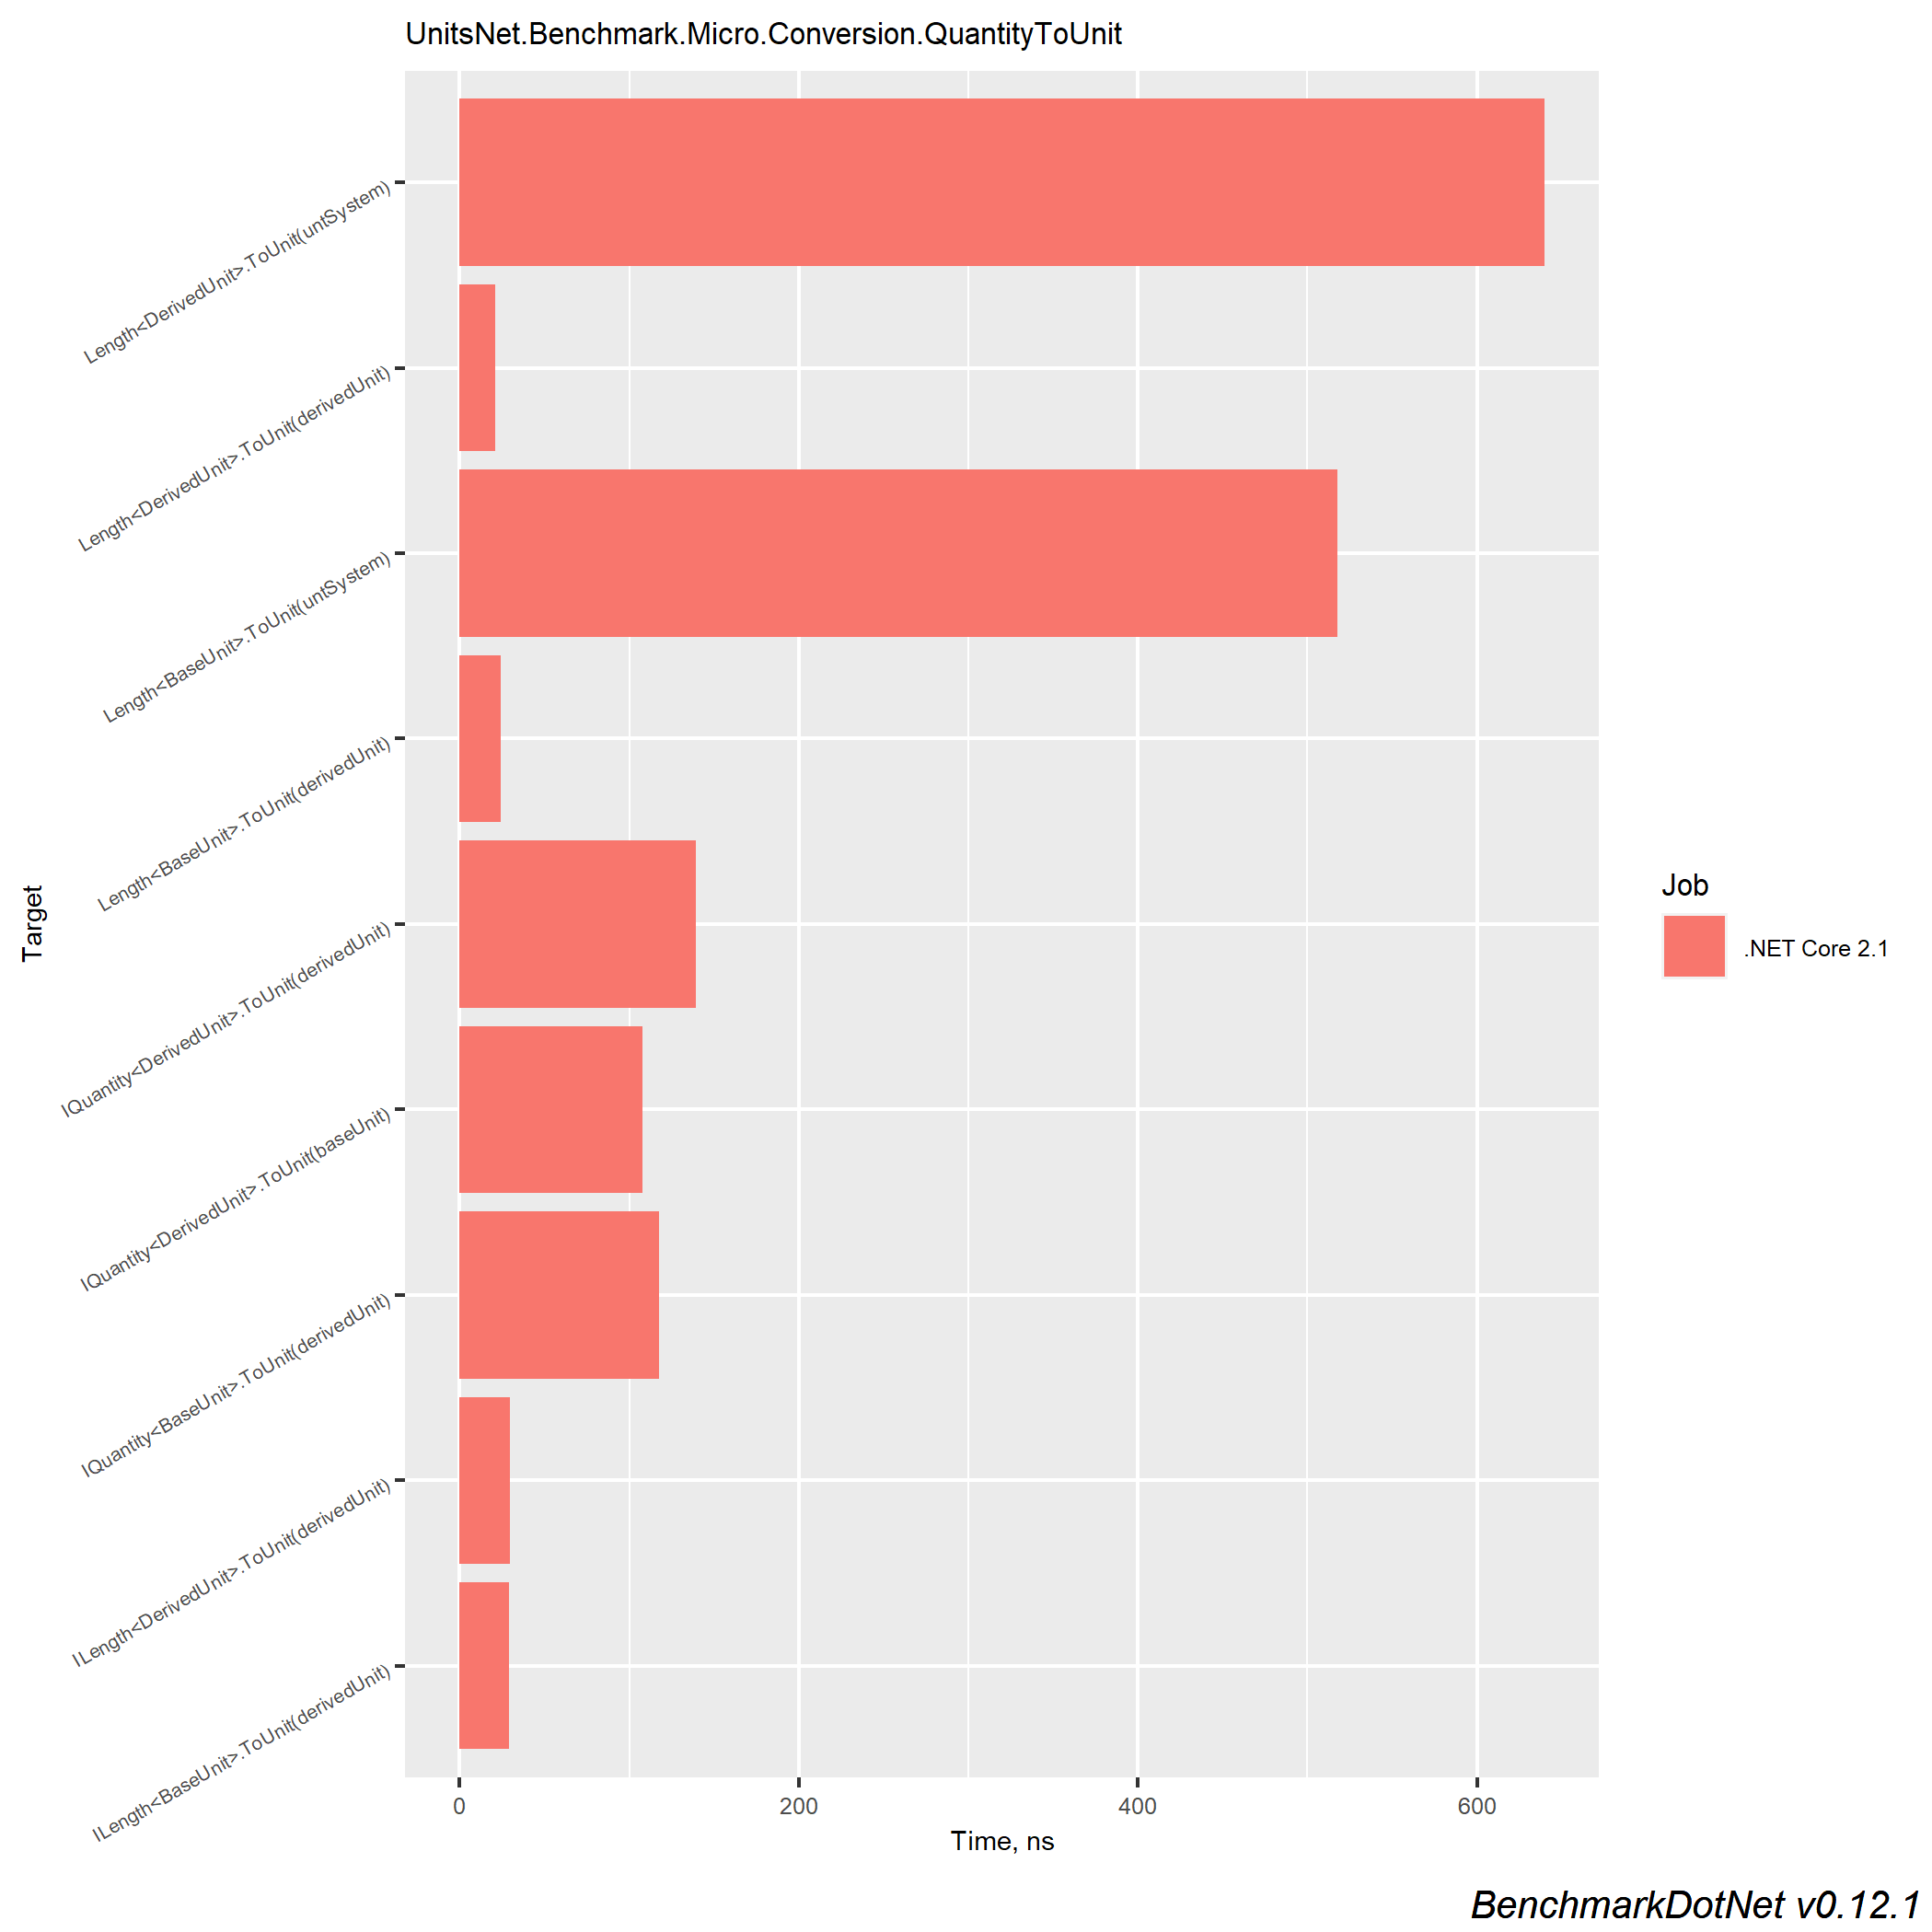 UnitsNet.Benchmark.Micro.Conversion.QuantityToUnit
Length<DerivedUnit>.ToUnit(untSystem)
Length<DerivedUnit>.ToUnit(derivedUnit)
Length<BaseUnit>.ToUnit(untSystem)
Length<BaseUnit>.ToUnit(derivedUnit)
IQuantity<DerivedUnit>.ToUnit(derivedUnit)
IQuantity<DerivedUnit>.ToUnit(baseUnit)
IQuantity<BaseUnit>.ToUnit(derivedUnit)
ILength<DerivedUnit>.ToUnit(derivedUnit)
ILength<BaseUnit>.ToUnit(derivedUnit)
Target
Job
.NET Core 2.1
0 200 400 600
Time, ns
BenchmarkDotNet v0.12.1